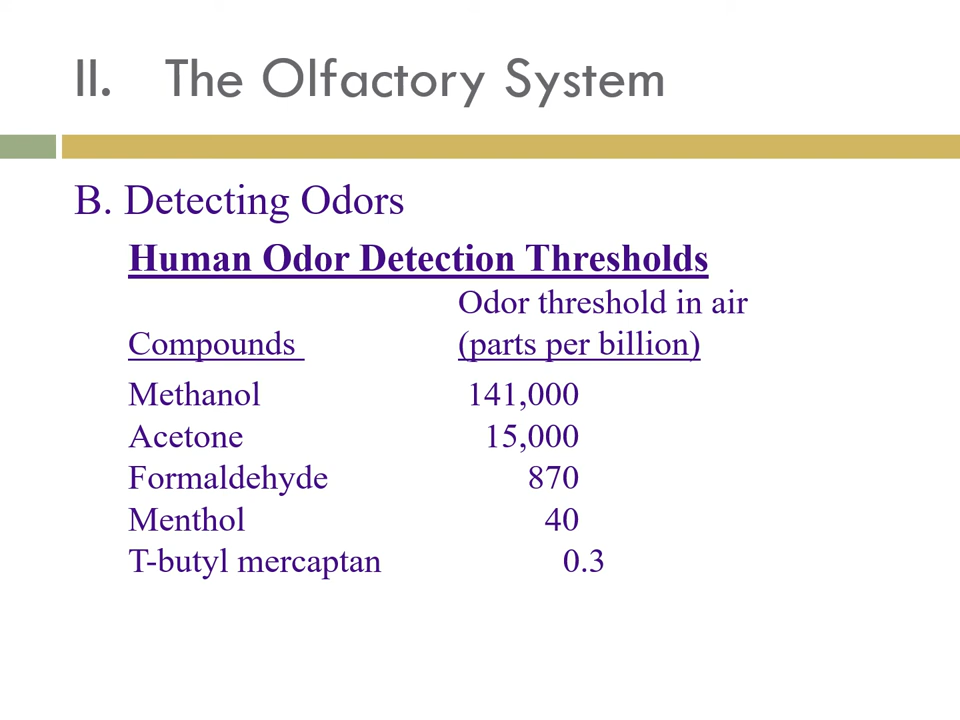 II. The Olfactory System
B. Detecting Odors
Human Odor Detection Thresholds
Odor threshold in air
Compounds (parts per billion)
Methanol 141,000
Acetone 15,000
Formaldehyde 870
Menthol 40
T-butyl mercaptan 0.3